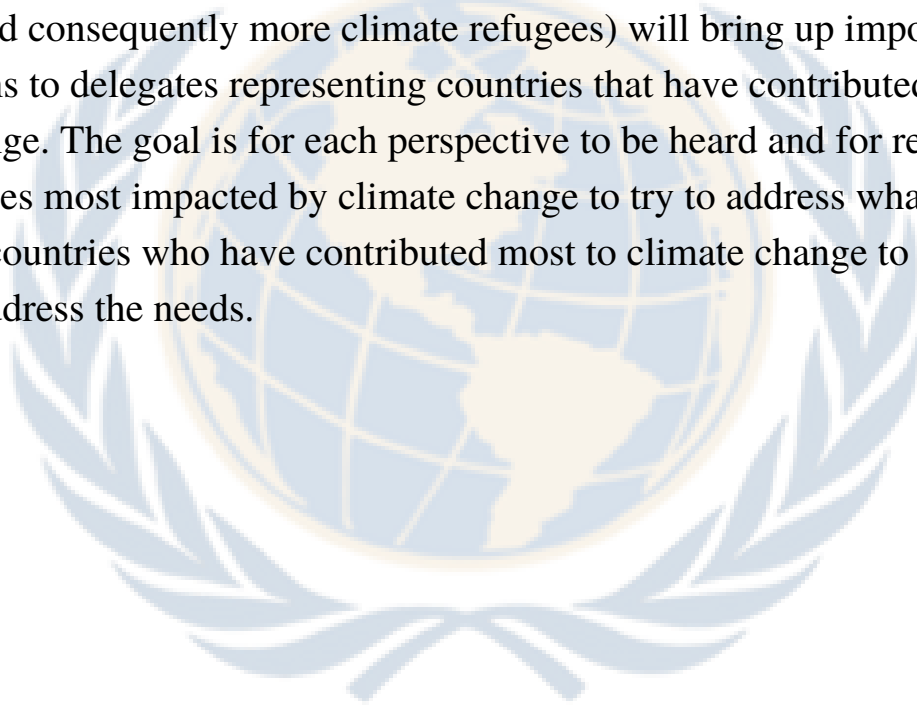 d consequently more climate refugees) will bring up impo
s to delegates representing countries that have contributed
ge. The goal is for each perspective to be heard and for re
es most impacted by climate change to try to address wha
countries who have contributed most to climate change to
dress the needs.